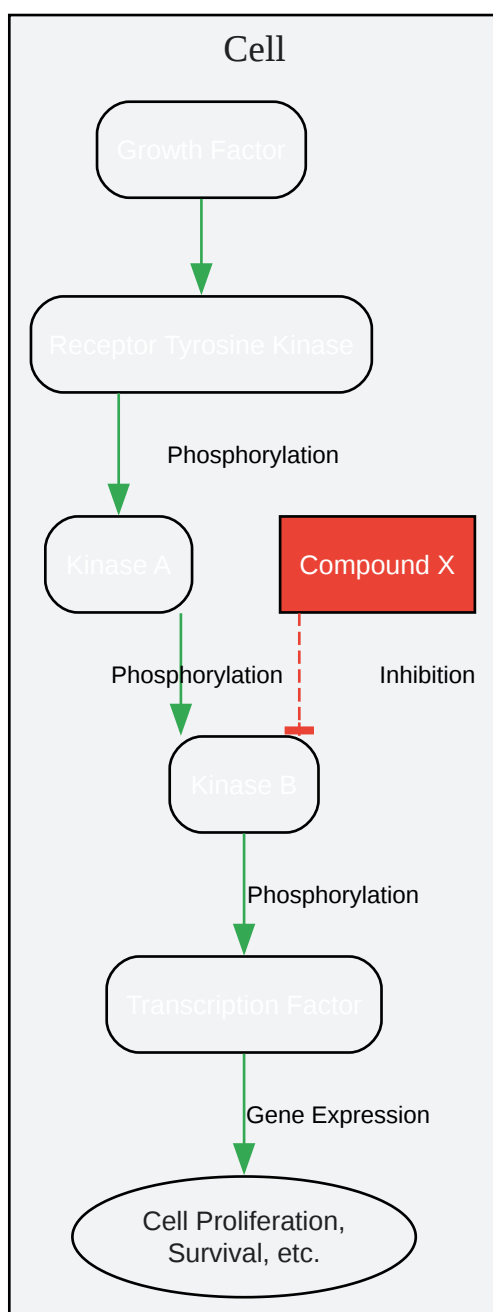 Cell
Growth Factor
Receptor Tyrosine Kinase
Phosphorylation
Kinase A
Compound X
Phosphorylation
Inhibition
Kinase B
Phosphorylation
Transcription Factor
Gene Expression
Cell Proliferation,
Survival, etc.